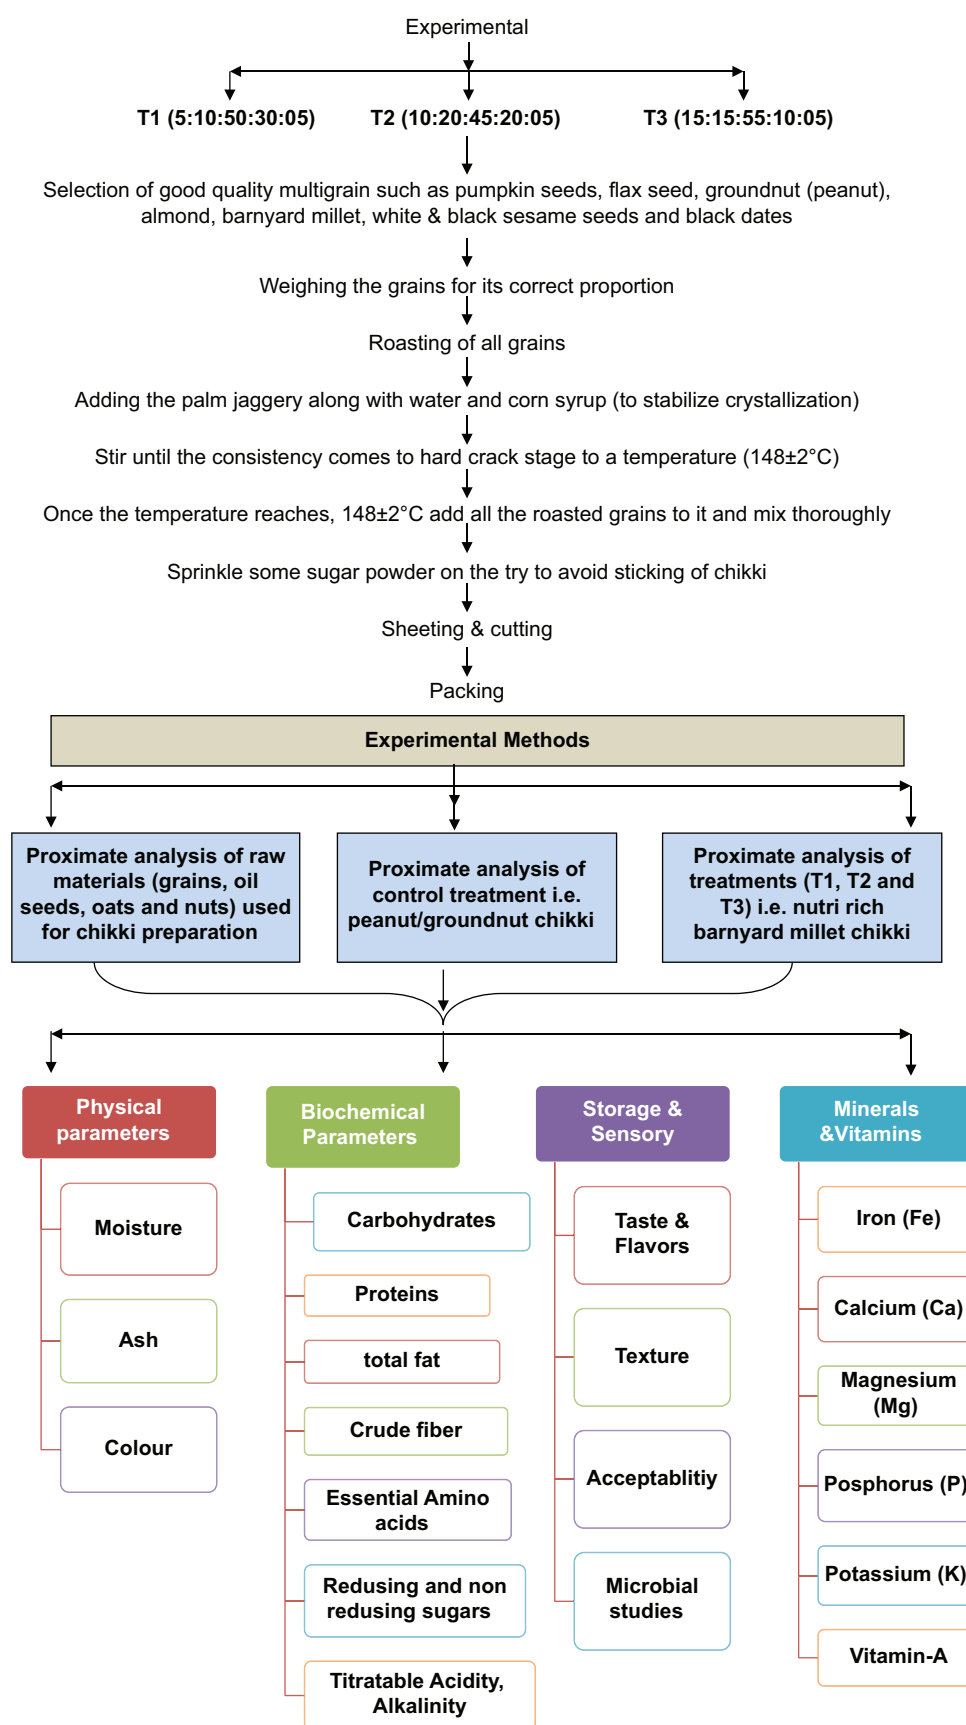 Experimental
T1 (5:10:50:30:05)
T2 (10:20:45:20:05)
T3 (15:15:55:10:05)
Selection of good quality multigrain such as pumpkin seeds, flax seed, groundnut (peanut),
almond, barnyard millet, white & black sesame seeds and black dates
Weighing the grains for its correct proportion
Roasting of all grains
Adding the palm jaggery along with water and corn syrup (to stabilize crystallization)
Stir until the consistency comes to hard crack stage to a temperature (148±2°C)
Once the temperature reaches, 148±2°C add all the roasted grains to it and mix thoroughly
Sprinkle some sugar powder on the try to avoid sticking of chikki
Sheeting & cutting
Packing
Experimental Methods
Proximate analysis of raw
materials (grains, oil
seeds, oats and nuts) used
for chikki preparation
Proximate analysis of
control treatment i.e.
peanut/groundnut chikki
Proximate analysis of
treatments (T1, T2 and
T3) i.e. nutri rich
barnyard millet chikki
Physical
parameters
Moisture
Ash
Colour
Biochemical
Parameters
Carbohydrates
Proteins
total fat
Crude fiber
Essential Amino
acids
Redusing and non
redusing sugars
Titratable Acidity,
Alkalinity
Storage &
Sensory
Taste &
Flavors
Texture
Acceptablitiy
Microbial
studies
Minerals
&Vitamins
Iron (Fe)
Calcium (Ca)
Magnesium
(Mg)
Posphorus (P)
Potassium (K)
Vitamin-A